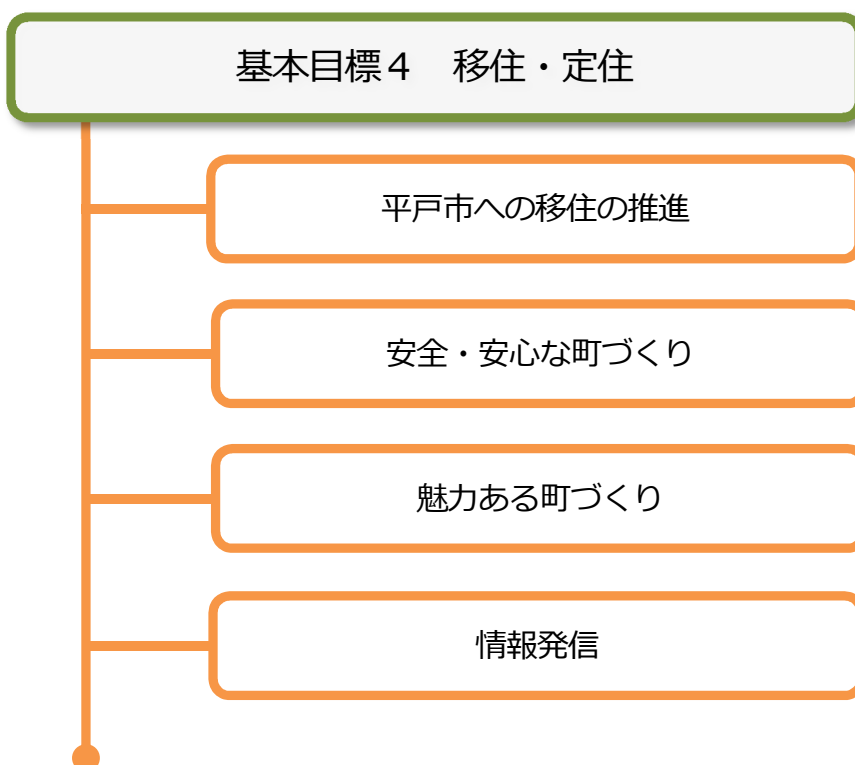 基本目標４　移住・定住
平戸市への移住の推進
安全・安心な町づくり
魅力ある町づくり
情報発信